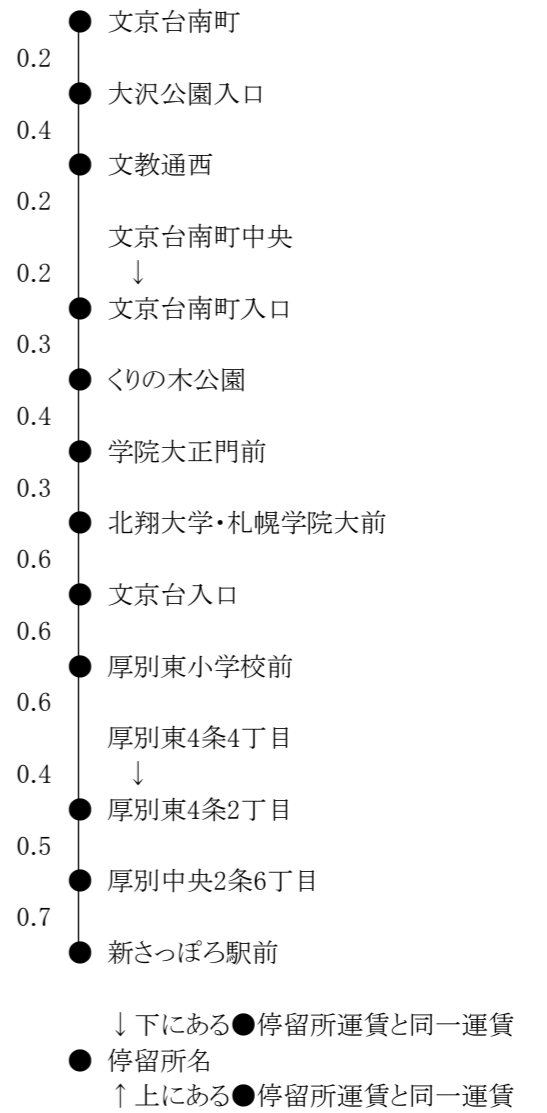 ● 文京台南町
0.2
● 大沢公園入口
0.4
● 文教通西
0.2
文京台南町中央
0.2 ↓
● 文京台南町入口
0.3
● くりの木公園
0.4
● 学院大正門前
0.3
● 北翔大学・札幌学院大前
0.6
● 文京台入口
0.6
● 厚別東小学校前
0.6
厚別東4条4丁目
0.4 ↓
● 厚別東4条2丁目
0.5
● 厚別中央2条6丁目
0.7
● 新さっぽろ駅前
↓下にある●停留所運賃と同一運賃
● 停留所名
↑上にある●停留所運賃と同一運賃